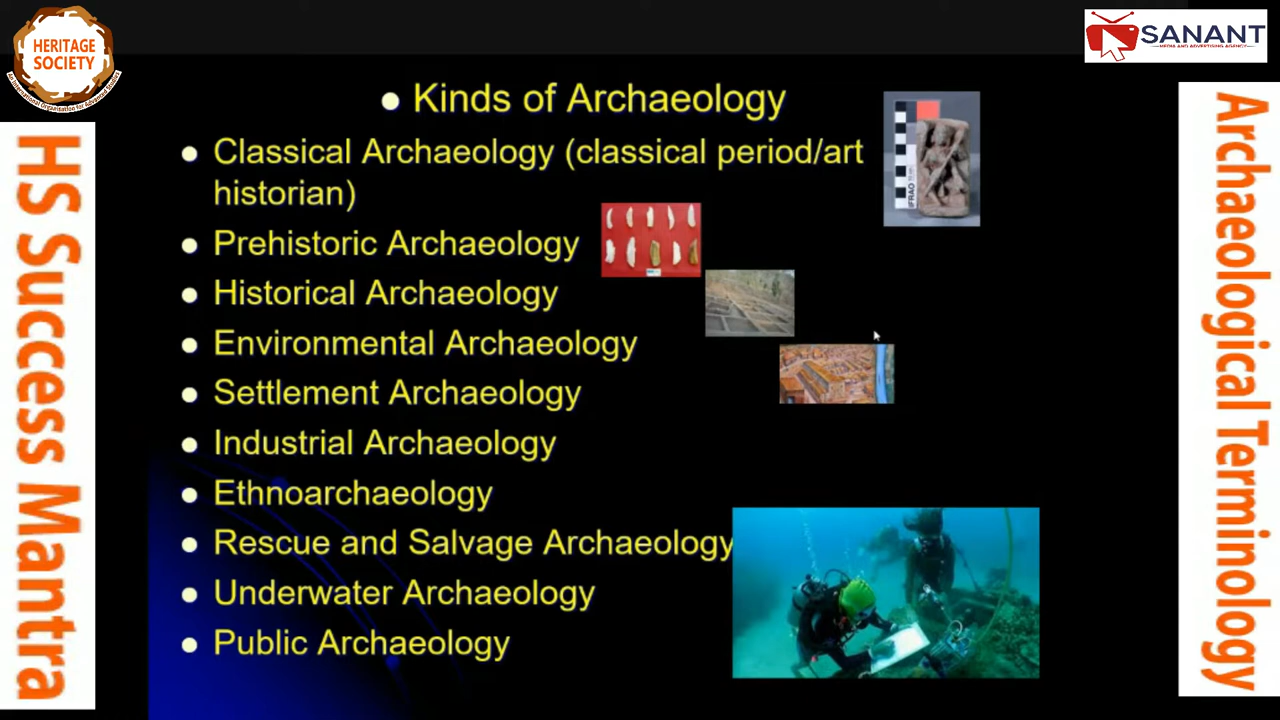 HERITAGE
SOCIETY
SANANT
MEDIA AND ADVERTISING AGENCY
HS Success Mantra
Archaeological Terminology
Kinds of Archaeology
Classical Archaeology (classical period/art
historian)
Prehistoric Archaeology
Historical Archaeology
Environmental Archaeology
Settlement Archaeology
Industrial Archaeology
Ethnoarchaeology
Rescue and Salvage Archaeology
Underwater Archaeology
Public Archaeology
IFRAO